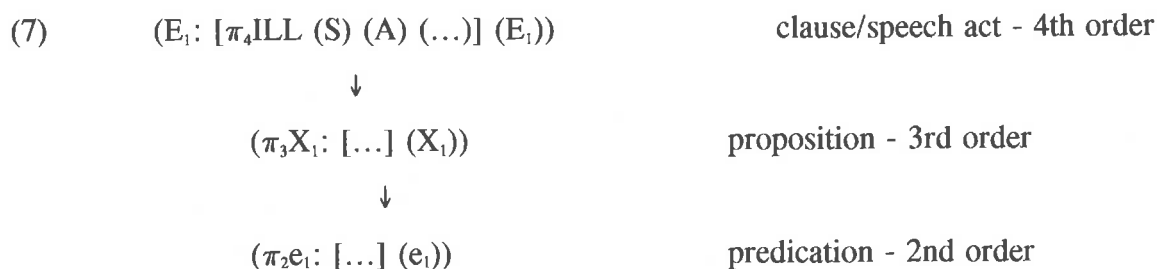 (7) (E₁: [π₄ILL (S) (A) (...)] (E₁)) clause/speech act - 4th order
↓
(π₃X₁: [...] (X₁)) proposition - 3rd order
↓
(π₂e₁: [...] (e₁)) predication - 2nd order